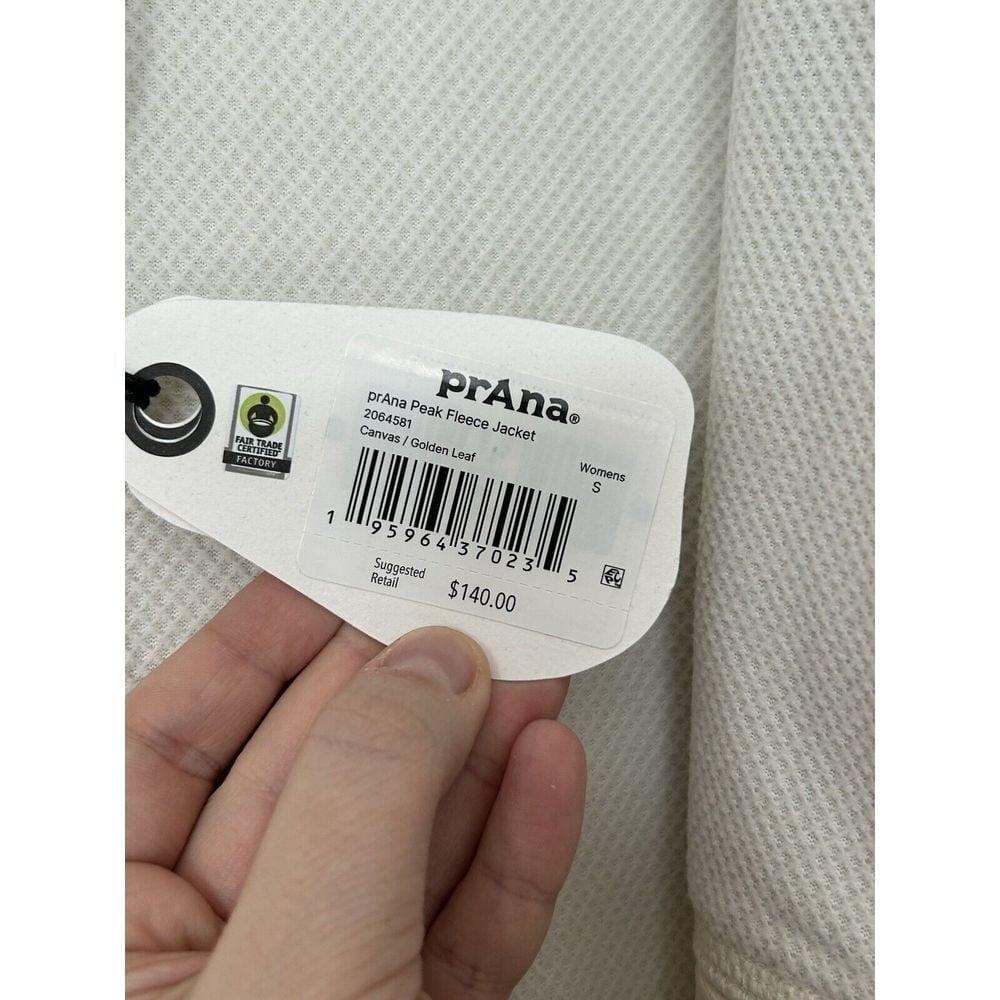 prAna®
prAna Peak Fleece Jacket
2064581
Canvas / Golden Leaf
Womens
S
1 95964 37023 5
Suggested
Retail
$140.00
FAIR TRADE
CERTIFIED™
FACTORY